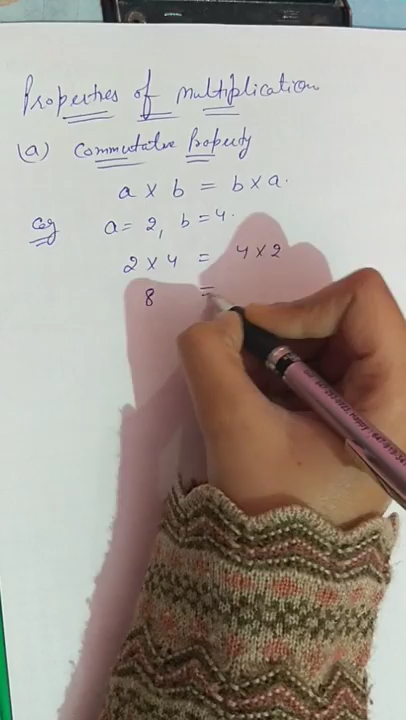 Properties of multiplication
(a) Commutative Property
a × b = b × a.
eg a = 2, b = 4.
2 × 4 = 4 × 2
8 =